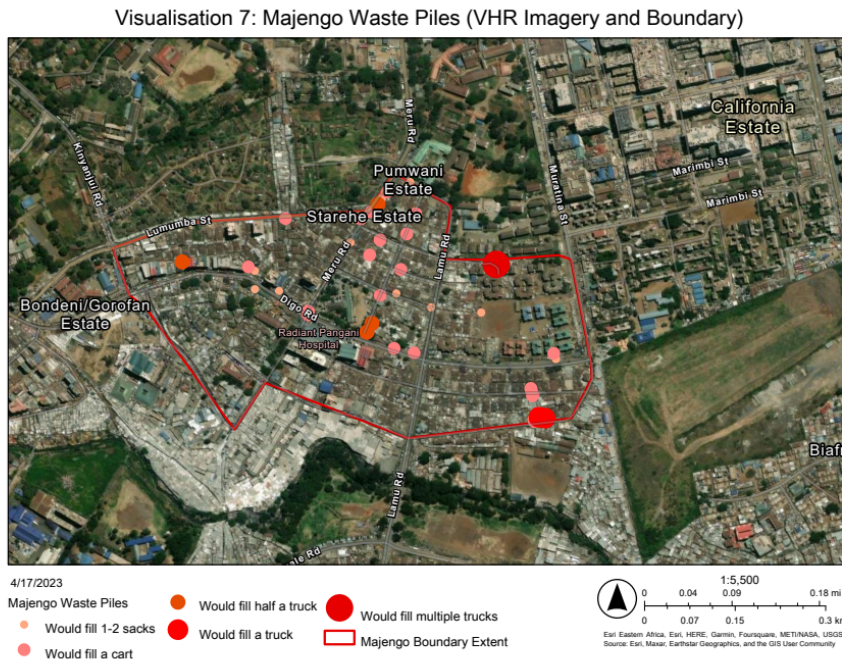 Visualisation 7: Majengo Waste Piles (VHR Imagery and Boundary)
California
Estate
Meru Rd
Kinyanjui Rd
Muratina St
Marimbi St
Pumwani
Estate
Marimbi St
Starehe Estate
Lumumba St
Lamu Rd
Meru Rd
Bondeni/Gorofan
Estate
Digo Rd
Radiant Pangani
Hospital
Biafr
Lamu Rd
ale Rd
4/17/2023
Majengo Waste Piles
Would fill 1-2 sacks
Would fill a cart
Would fill half a truck
Would fill a truck
Would fill multiple trucks
Majengo Boundary Extent
1:5,500
0 0.04 0.09 0.18 mi
0 0.07 0.15 0.3 k
Esri Eastern Africa, Esri, HERE, Garmin, Foursquare, METI/NASA, USGS
Source: Esri, Maxar, Earthstar Geographics, and the GIS User Community